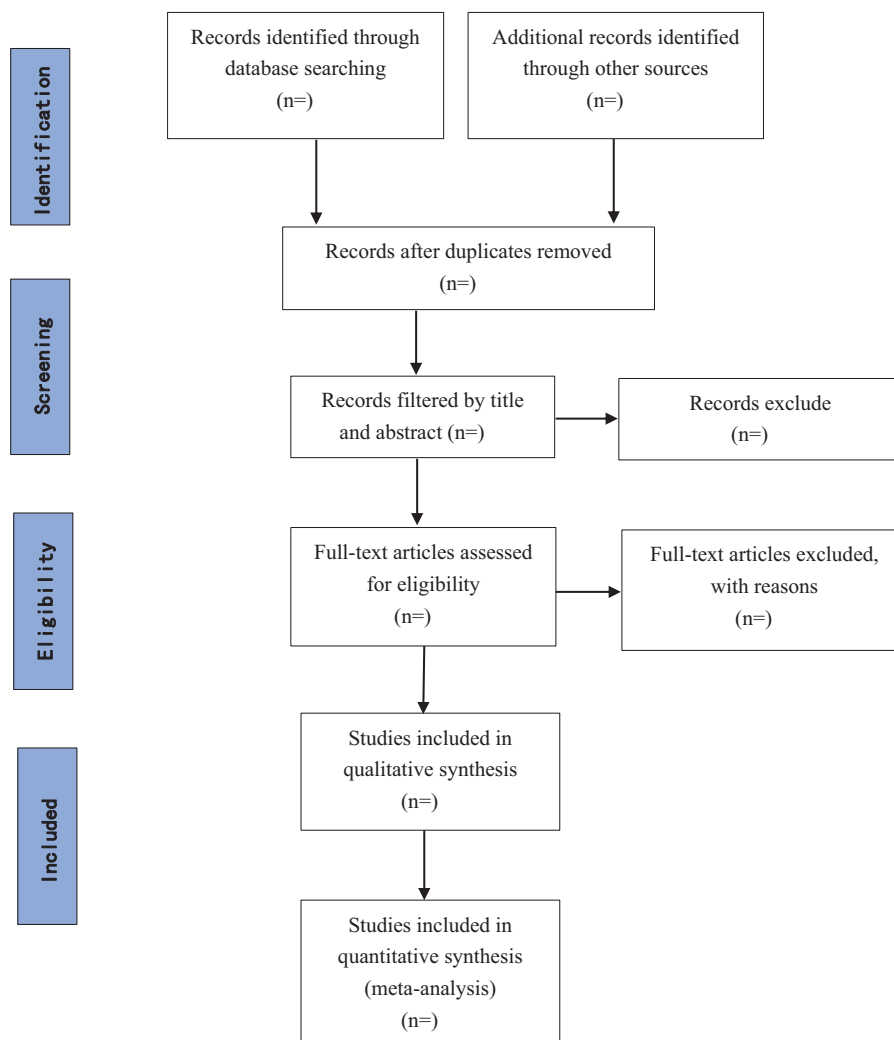 Records identified through
database searching
(n=)
Additional records identified
through other sources
(n=)
Identification
Records after duplicates removed
(n=)
Screening
Records filtered by title
and abstract (n=)
Records exclude
(n=)
Eligibility
Full-text articles assessed
for eligibility
(n=)
Full-text articles excluded,
with reasons
(n=)
Studies included in
qualitative synthesis
(n=)
Included
Studies included in
quantitative synthesis
(meta-analysis)
(n=)